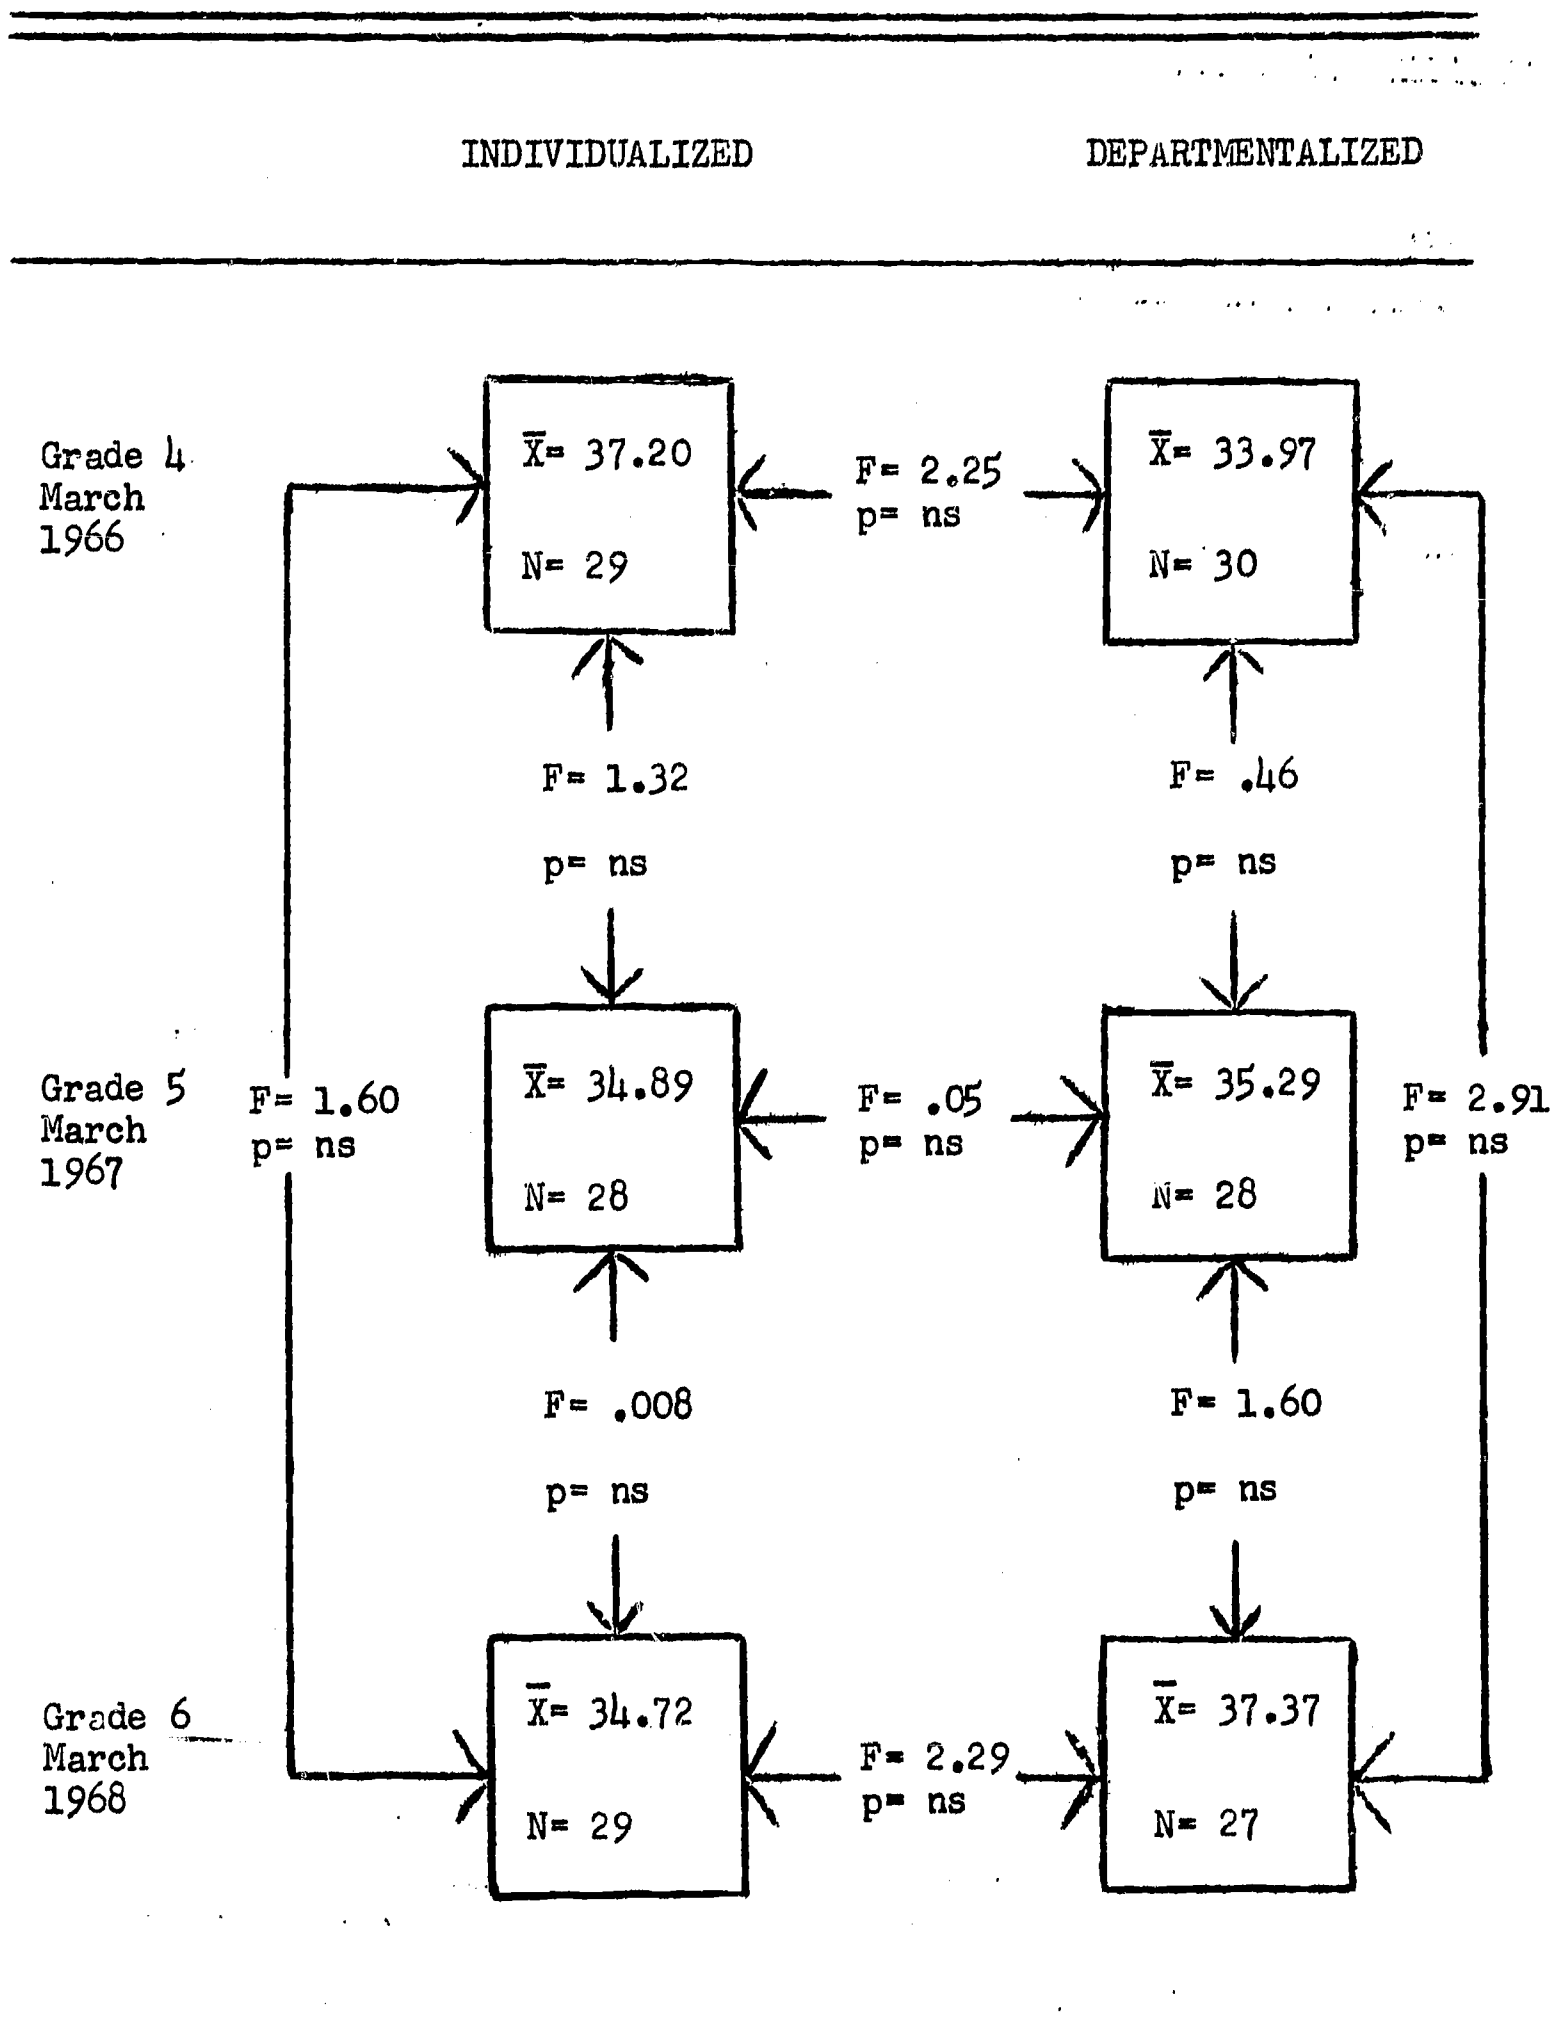 INDIVIDUALIZED DEPARTMENTALIZED
Grade 4
March
1966
X̅= 37.20
N= 29
F= 2.25
p= ns
X̅= 33.97
N= 30
F= 1.32
p= ns
F= .46
p= ns
Grade 5
March
1967
F= 1.60
p= ns
X̅= 34.89
N= 28
F= .05
p= ns
X̅= 35.29
N= 28
F= 2.91
p= ns
F= .008
p= ns
F= 1.60
p= ns
Grade 6
March
1968
X̅= 34.72
N= 29
F= 2.29
p= ns
X̅= 37.37
N= 27